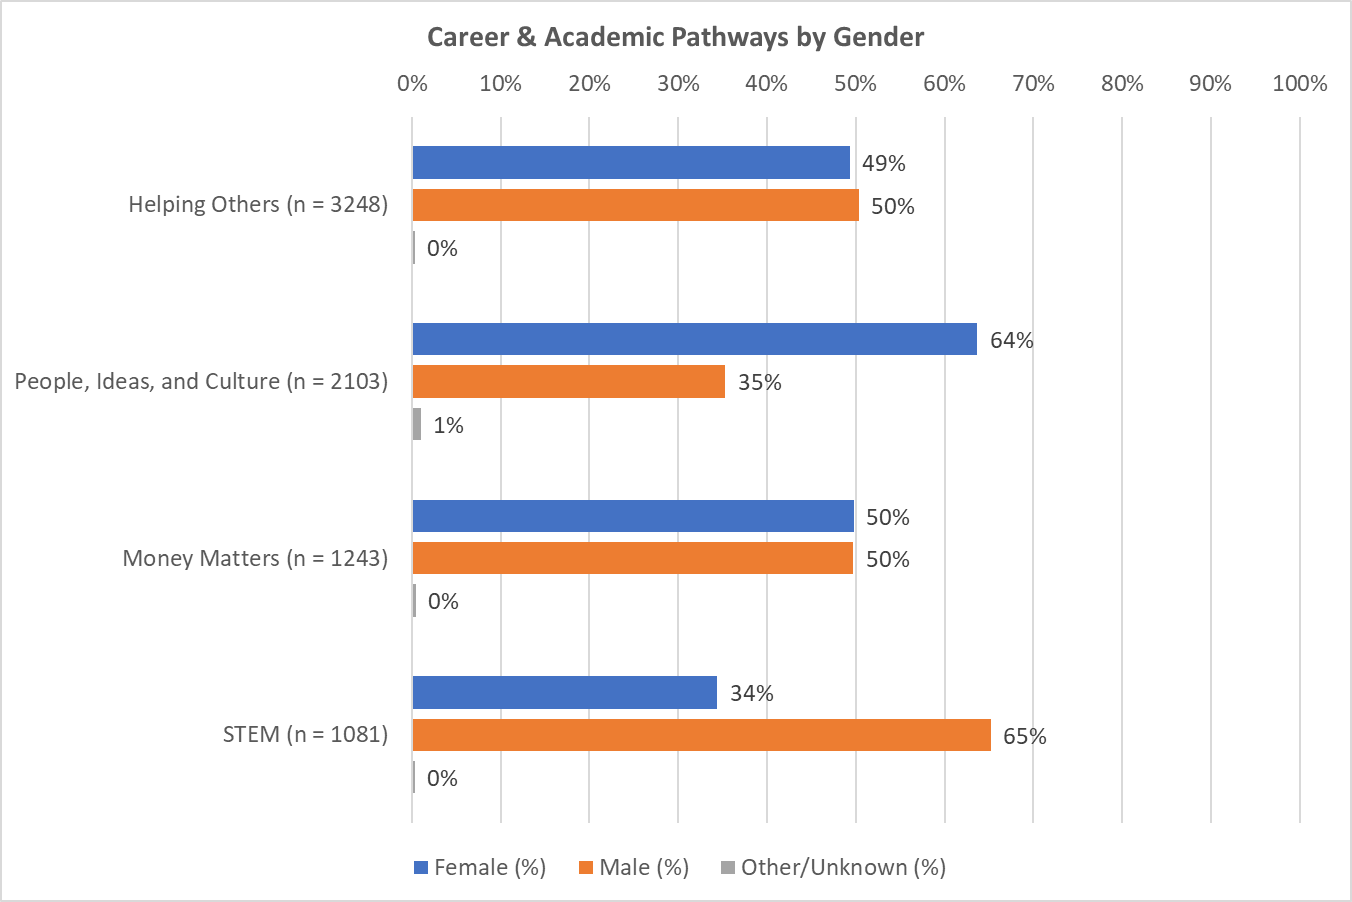 Career & Academic Pathways by Gender
0% 10% 20% 30% 40% 50% 60% 70% 80% 90% 100%
49%
Helping Others (n = 3248) 50%
0%
64%
People, Ideas, and Culture (n = 2103) 35%
1%
50%
Money Matters (n = 1243) 50%
0%
34%
STEM (n = 1081) 65%
0%
Female (%) Male (%) Other/Unknown (%)